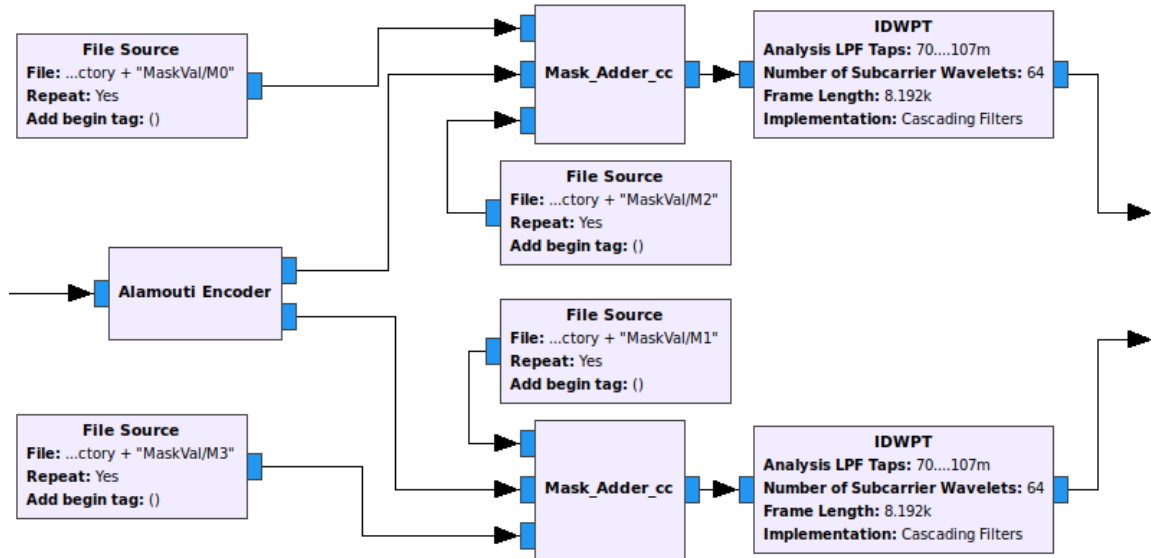 File Source
File: ...ctory + "MaskVal/M0"
Repeat: Yes
Add begin tag: ()
Mask_Adder_cc
IDWPT
Analysis LPF Taps: 70....107m
Number of Subcarrier Wavelets: 64
Frame Length: 8.192k
Implementation: Cascading Filters
File Source
File: ...ctory + "MaskVal/M2"
Repeat: Yes
Add begin tag: ()
Alamouti Encoder
File Source
File: ...ctory + "MaskVal/M1"
Repeat: Yes
Add begin tag: ()
File Source
File: ...ctory + "MaskVal/M3"
Repeat: Yes
Add begin tag: ()
Mask_Adder_cc
IDWPT
Analysis LPF Taps: 70....107m
Number of Subcarrier Wavelets: 64
Frame Length: 8.192k
Implementation: Cascading Filters